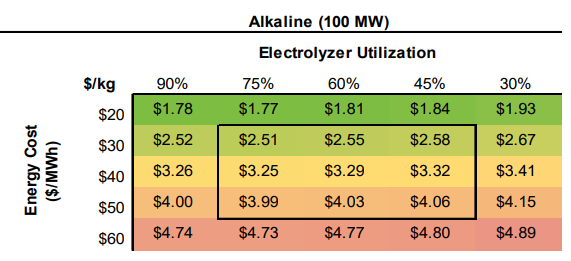 Alkaline (100 MW)
Electrolyzer Utilization
$/kg 90% 75% 60% 45% 30%
Energy Cost
($/MWh)
$20 $1.78 $1.77 $1.81 $1.84 $1.93
$30 $2.52 $2.51 $2.55 $2.58 $2.67
$40 $3.26 $3.25 $3.29 $3.32 $3.41
$50 $4.00 $3.99 $4.03 $4.06 $4.15
$60 $4.74 $4.73 $4.77 $4.80 $4.89